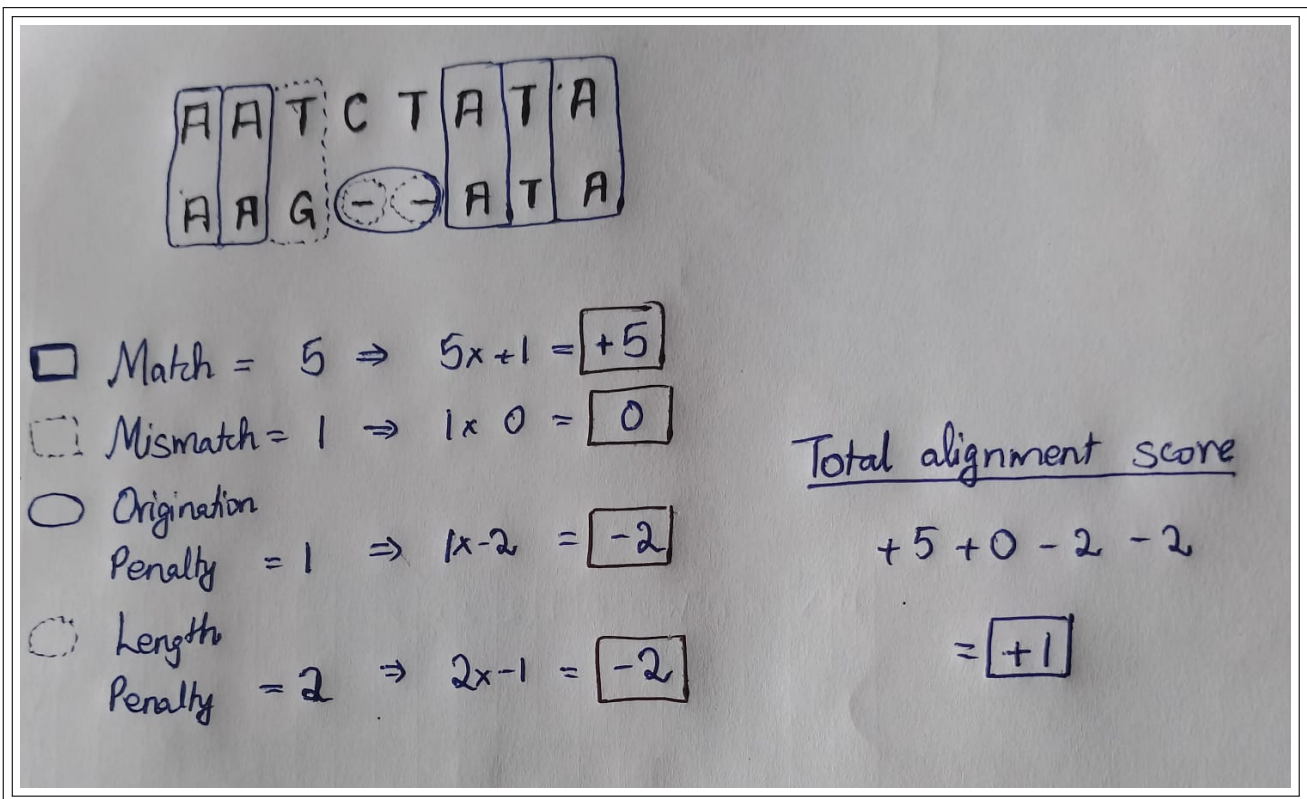 A A T C T A T A
A A G - - A T A
Match = 5 ⇒ 5x+1 = +5
Mismatch = 1 ⇒ 1x 0 = 0
Origination
Penalty = 1 ⇒ 1x-2 = -2
Length
Penalty = 2 ⇒ 2x-1 = -2
Total alignment score
+5 +0 -2 -2
= +1